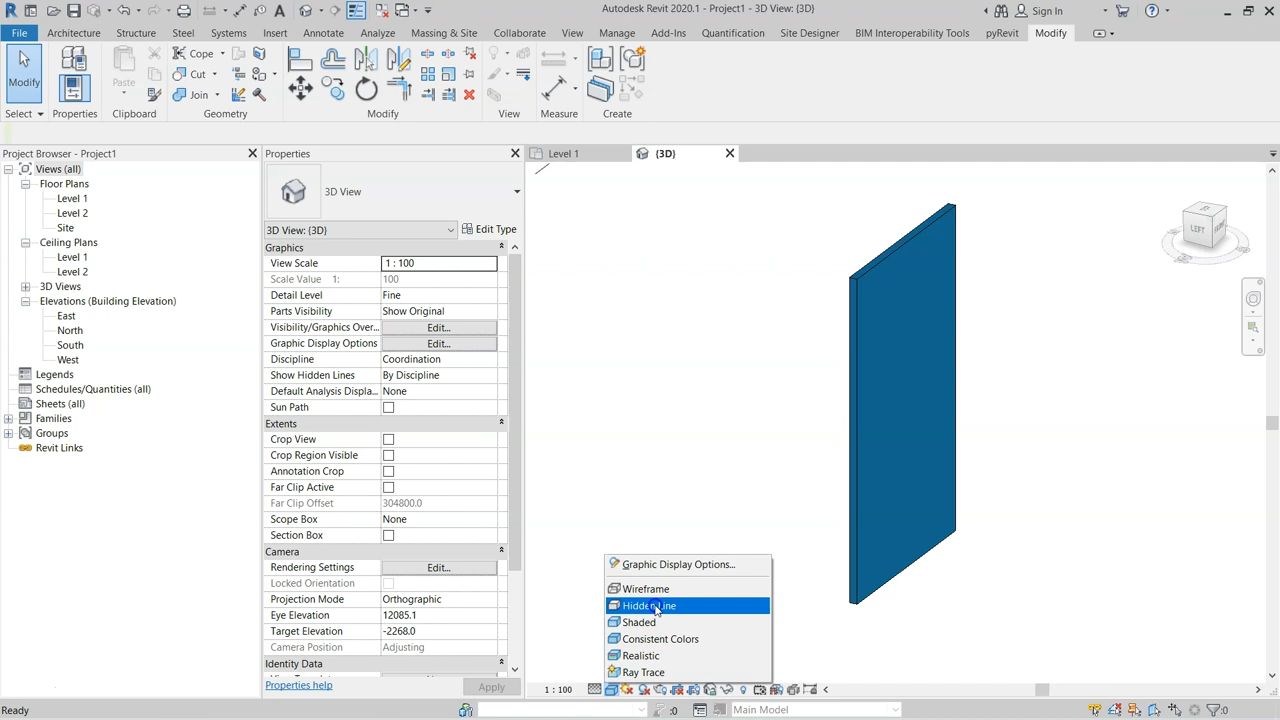 Autodesk Revit 2020.1 - Project1 - 3D View: {3D}
Sign In
File Architecture Structure Steel Systems Insert Annotate Analyze Massing & Site Collaborate View Manage Add-Ins Quantification Site Designer BIM Interoperability Tools pyRevit Modify
Modify
Paste
Cope
Cut
Join
Select Properties Clipboard Geometry Modify View Measure Create
Project Browser - Project1
Views (all)
Floor Plans
Level 1
Level 2
Site
Ceiling Plans
Level 1
Level 2
3D Views
Elevations (Building Elevation)
East
North
South
West
Legends
Schedules/Quantities (all)
Sheets (all)
Families
Groups
Revit Links
Properties
3D View
3D View: {3D} Edit Type
Graphics
View Scale 1 : 100
Scale Value 1: 100
Detail Level Fine
Parts Visibility Show Original
Visibility/Graphics Over... Edit...
Graphic Display Options Edit...
Discipline Coordination
Show Hidden Lines By Discipline
Default Analysis Displa... None
Sun Path
Extents
Crop View
Crop Region Visible
Annotation Crop
Far Clip Active
Far Clip Offset 304800.0
Scope Box None
Section Box
Camera
Rendering Settings Edit...
Locked Orientation
Projection Mode Orthographic
Eye Elevation 12085.1
Target Elevation -2268.0
Camera Position Adjusting
Identity Data
Properties help Apply
Level 1 {3D}
LEFT
Graphic Display Options...
Wireframe
Hidden Line
Shaded
Consistent Colors
Realistic
Ray Trace
1 : 100
Ready :0 Main Model :0